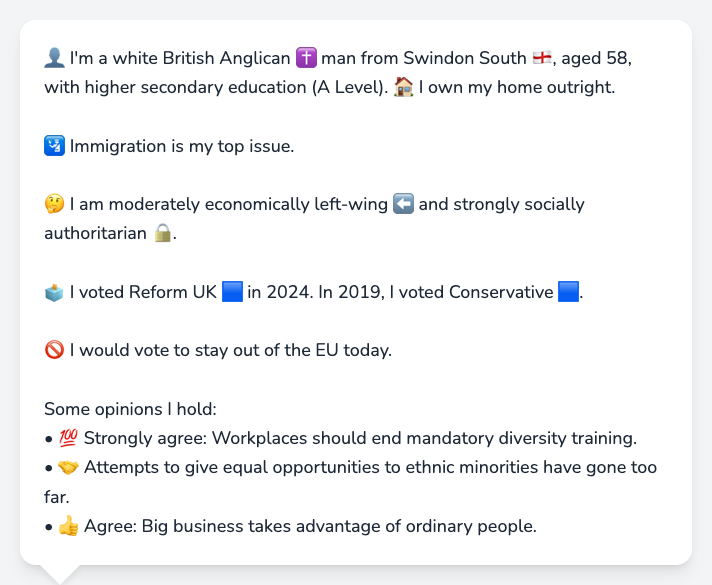 👤 I'm a white British Anglican ✝️ man from Swindon South 🏴󠁧󠁢󠁥󠁮󠁧󠁿, aged 58,
with higher secondary education (A Level). 🏠 I own my home outright.
🛂 Immigration is my top issue.
🤔 I am moderately economically left-wing ⬅️ and strongly socially
authoritarian 🔒.
🗳️ I voted Reform UK 🟦 in 2024. In 2019, I voted Conservative 🟦.
🚫 I would vote to stay out of the EU today.
Some opinions I hold:
• 💯 Strongly agree: Workplaces should end mandatory diversity training.
• 🤝 Attempts to give equal opportunities to ethnic minorities have gone too
far.
• 👍 Agree: Big business takes advantage of ordinary people.